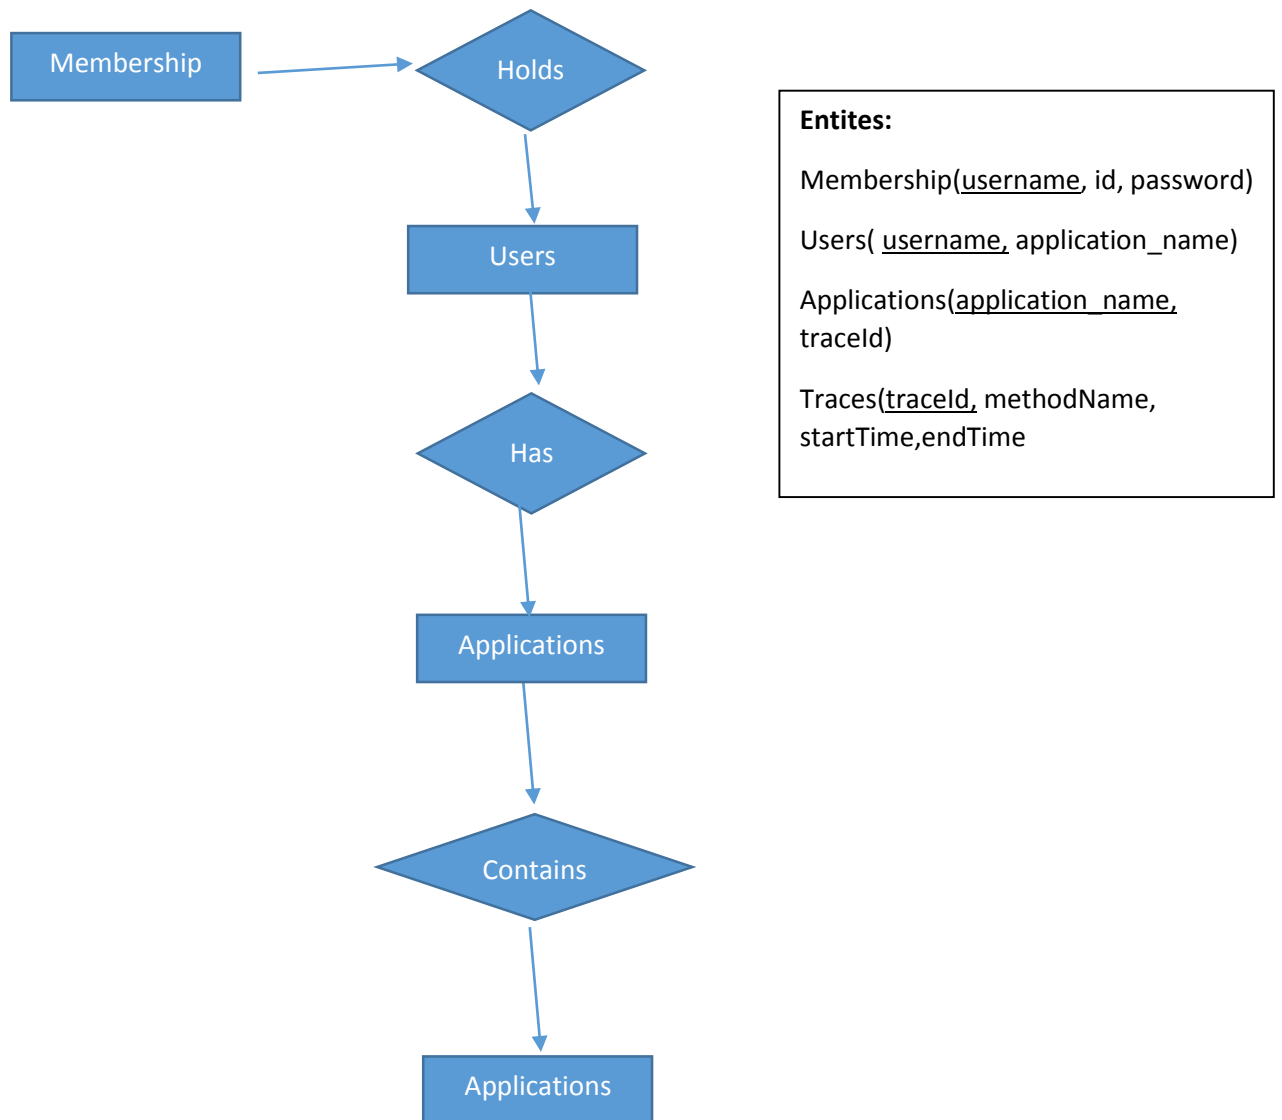 Membership
Holds
Users
Has
Applications
Contains
Applications
Entites:
Membership(username, id, password)
Users( username, application_name)
Applications(application_name,
traceId)
Traces(traceId, methodName,
startTime,endTime